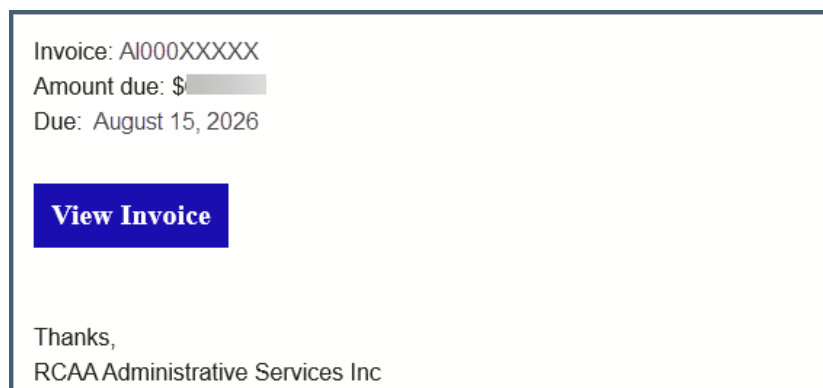 Invoice: AI000XXXXX
Amount due: $
Due: August 15, 2026
View Invoice
Thanks,
RCAA Administrative Services Inc